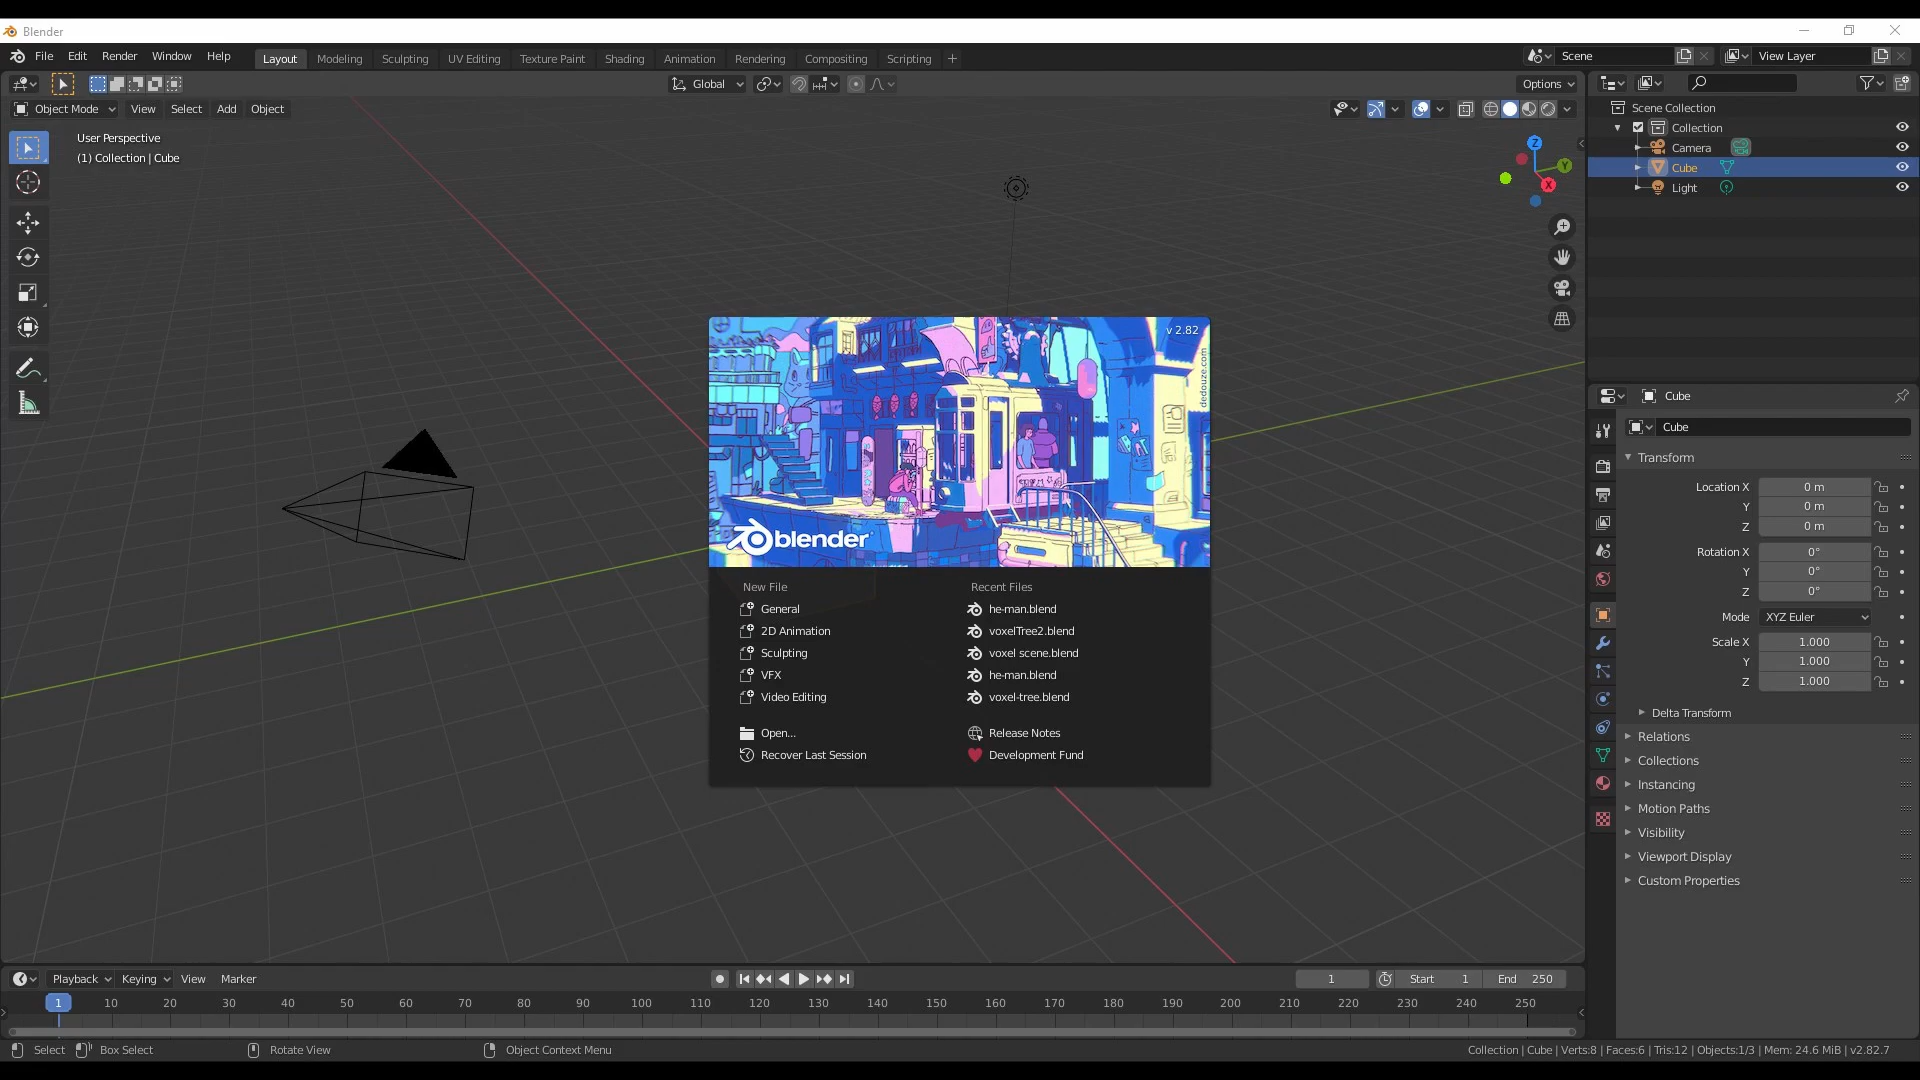 Blender
File Edit Render Window Help
Layout Modeling Sculpting UV Editing Texture Paint Shading Animation Rendering Compositing Scripting +
Scene
View Layer
Global
Options
Object Mode View Select Add Object
User Perspective
(1) Collection | Cube
Z
Y
X
Scene Collection
Collection
Camera
Cube
Light
v 2.82
dedouze.com
blender
New File
General
2D Animation
Sculpting
VFX
Video Editing
Open...
Recover Last Session
Recent Files
he-man.blend
voxelTree2.blend
voxel scene.blend
he-man.blend
voxel-tree.blend
Release Notes
Development Fund
Cube
Cube
Transform
Location X 0 m
Y 0 m
Z 0 m
Rotation X 0°
Y 0°
Z 0°
Mode XYZ Euler
Scale X 1.000
Y 1.000
Z 1.000
Delta Transform
Relations
Collections
Instancing
Motion Paths
Visibility
Viewport Display
Custom Properties
Playback Keying View Marker
1 Start 1 End 250
1 10 20 30 40 50 60 70 80 90 100 110 120 130 140 150 160 170 180 190 200 210 220 230 240 250
Select Box Select Rotate View Object Context Menu
Collection | Cube | Verts:8 | Faces:6 | Tris:12 | Objects:1/3 | Mem: 24.6 MiB | v2.82.7